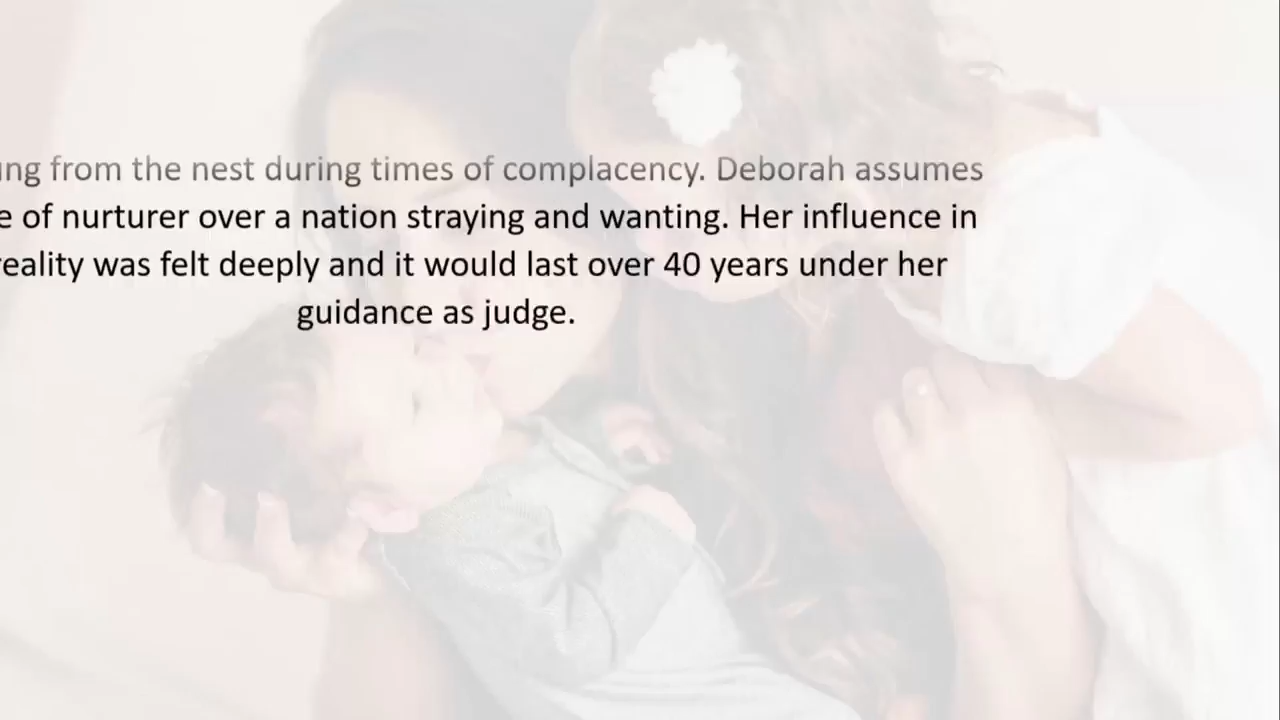 ing from the nest during times of complacency. Deborah assumes
e of nurturer over a nation straying and wanting. Her influence in
reality was felt deeply and it would last over 40 years under her
guidance as judge.